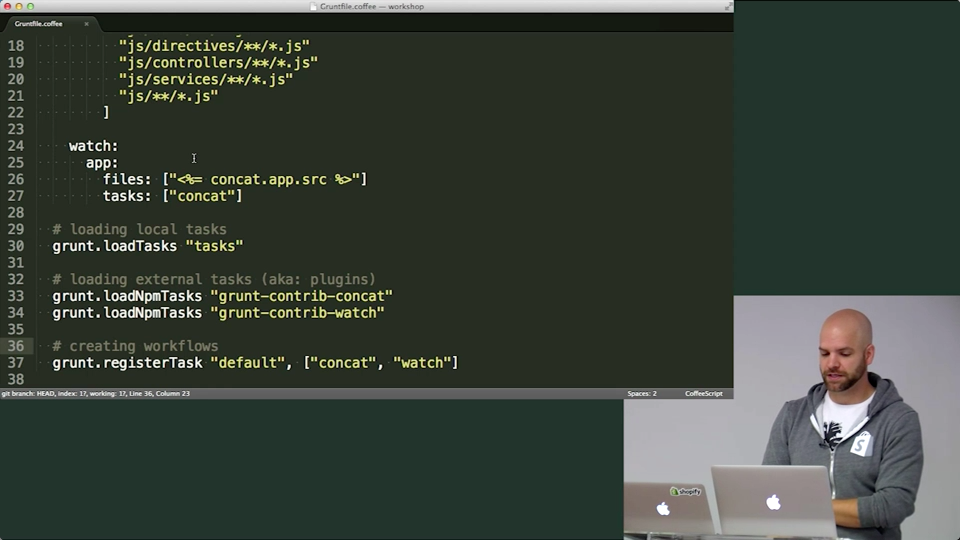 Gruntfile.coffee — workshop
Gruntfile.coffee
18 "js/directives/**/*.js"
19 "js/controllers/**/*.js"
20 "js/services/**/*.js"
21 "js/**/*.js"
22 ]
23
24 watch:
25 app:
26 files: ["<%= concat.app.src %>"]
27 tasks: ["concat"]
28
29 # loading local tasks
30 grunt.loadTasks "tasks"
31
32 # loading external tasks (aka: plugins)
33 grunt.loadNpmTasks "grunt-contrib-concat"
34 grunt.loadNpmTasks "grunt-contrib-watch"
35
36 # creating workflows
37 grunt.registerTask "default", ["concat", "watch"]
38
git branch: HEAD, index: 17, working: 17, Line 36, Column 23
Spaces: 2
CoffeeScript
shopify